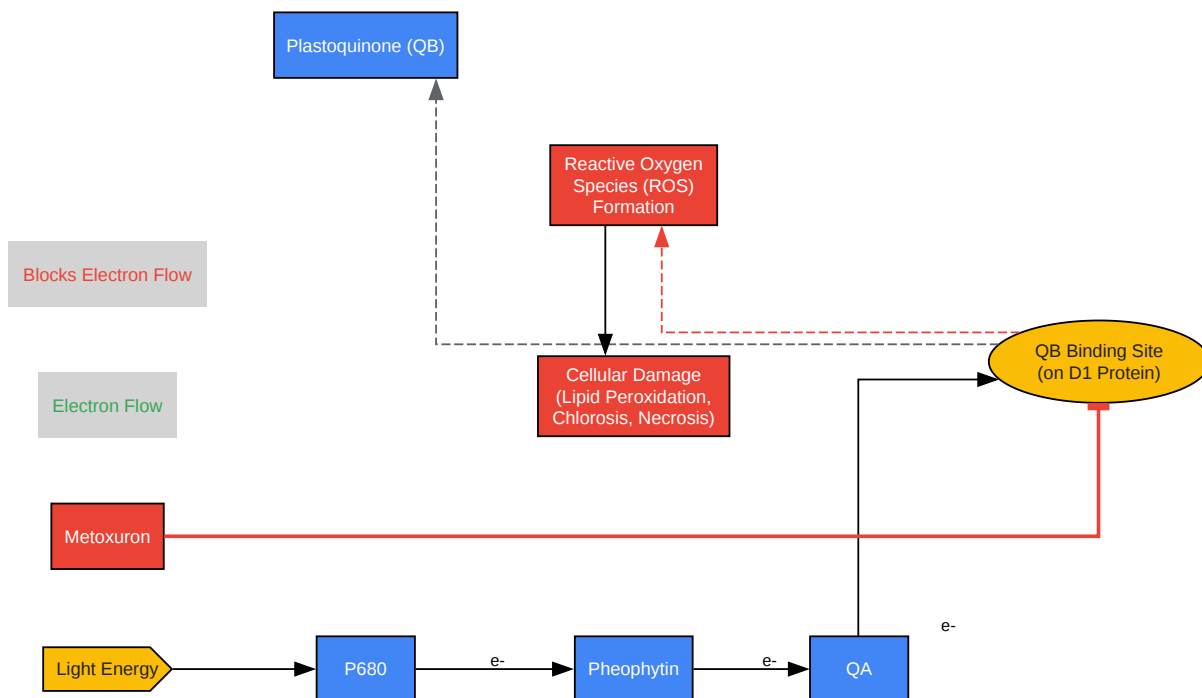 Plastoquinone (QB)
Reactive Oxygen
Species (ROS)
Formation
Blocks Electron Flow
QB Binding Site
(on D1 Protein)
Cellular Damage
(Lipid Peroxidation,
Chlorosis, Necrosis)
Electron Flow
Metoxuron
e-
Light Energy
P680
e-
Pheophytin
e-
QA